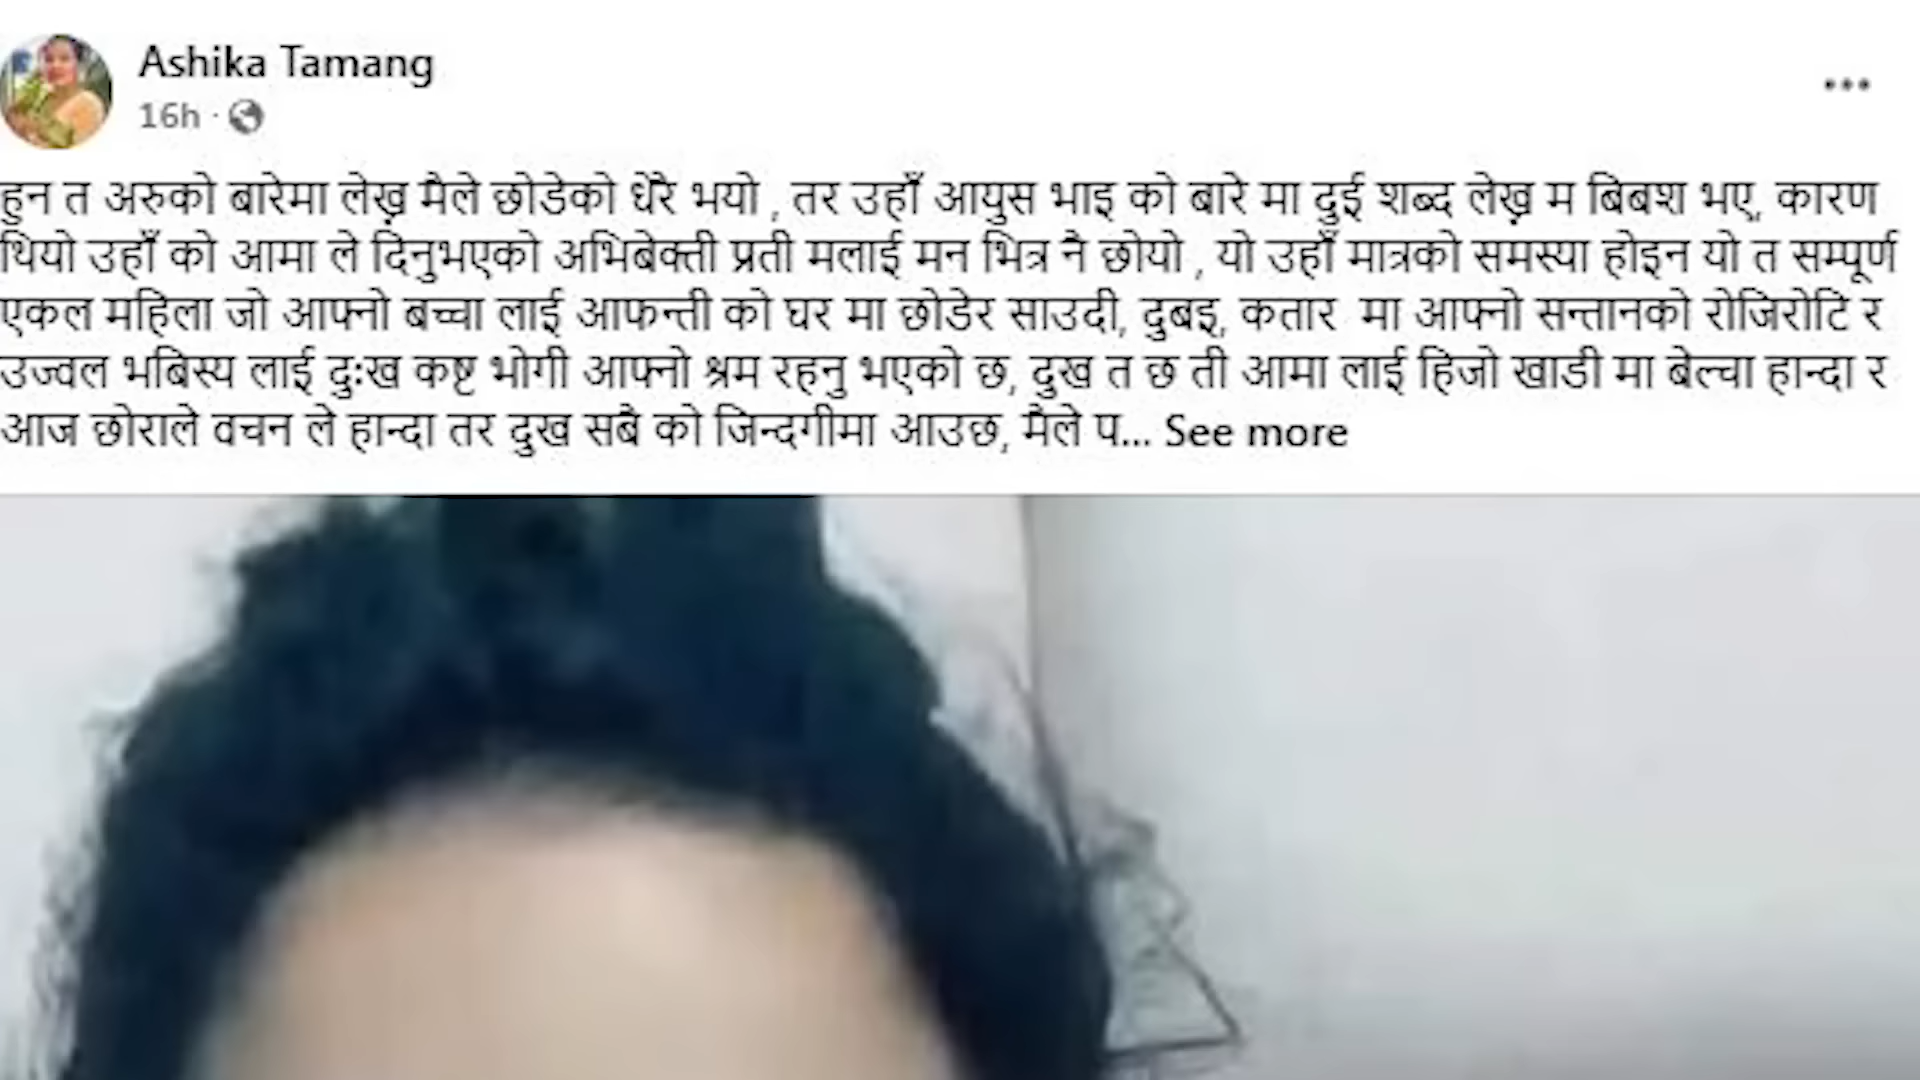 Ashika Tamang
16h ·
हुन त अरुको बारेमा लेख़्न मैले छोडेको धेरै भयो , तर उहाँ आयुस भाइ को बारे मा दुई शब्द लेख़्न म बिबश भए, कारण
थियो उहाँ को आमा ले दिनुभएको अभिबेक्ती प्रती मलाई मन भित्र नै छोयो , यो उहाँ मात्रको समस्या होइन यो त सम्पूर्ण
एकल महिला जो आफ्नो बच्चा लाई आफन्ती को घर मा छोडेर साउदी, दुबइ, कतार मा आफ्नो सन्तानको रोजिरोटि र
उज्वल भबिस्य लाई दुःख कष्ट भोगी आफ्नो श्रम रहनु भएको छ, दुख त छ ती आमा लाई हिजो खाडी मा बेल्चा हान्दा र
आज छोराले वचन ले हान्दा तर दुख सबै को जिन्दगीमा आउछ, मैले प... See more